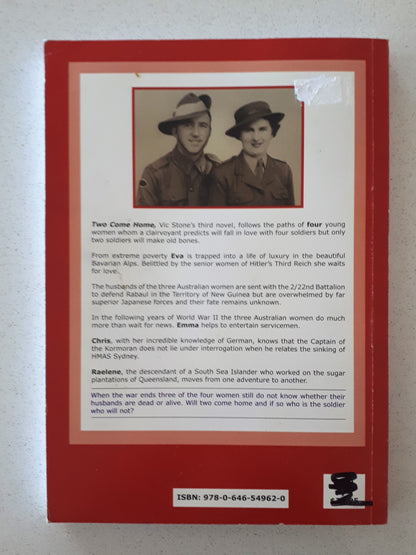 Two Come Home, Vic Stone's third novel, follows the paths of four young
women whom a clairvoyant predicts will fall in love with four soldiers but only
two soldiers will make old bones.
From extreme poverty Eva is trapped into a life of luxury in the beautiful
Bavarian Alps. Belittled by the senior women of Hitler's Third Reich she waits
for love.
The husbands of the three Australian women are sent with the 2/22nd Battalion
to defend Rabaul in the Territory of New Guinea but are overwhelmed by far
superior Japanese forces and their fate remains unknown.
In the following years of World War II the three Australian women do much
more than wait for news. Emma helps to entertain servicemen.
Chris, with her incredible knowledge of German, knows that the Captain of
the Kormoran does not lie under interrogation when he relates the sinking of
HMAS Sydney.
Raelene, the descendant of a South Sea Islander who worked on the sugar
plantations of Queensland, moves from one adventure to another.
When the war ends three of the four women still do not know whether their
husbands are dead or alive. Will two come home and if so who is the soldier
who will not?
ISBN: 978-0-646-54962-0